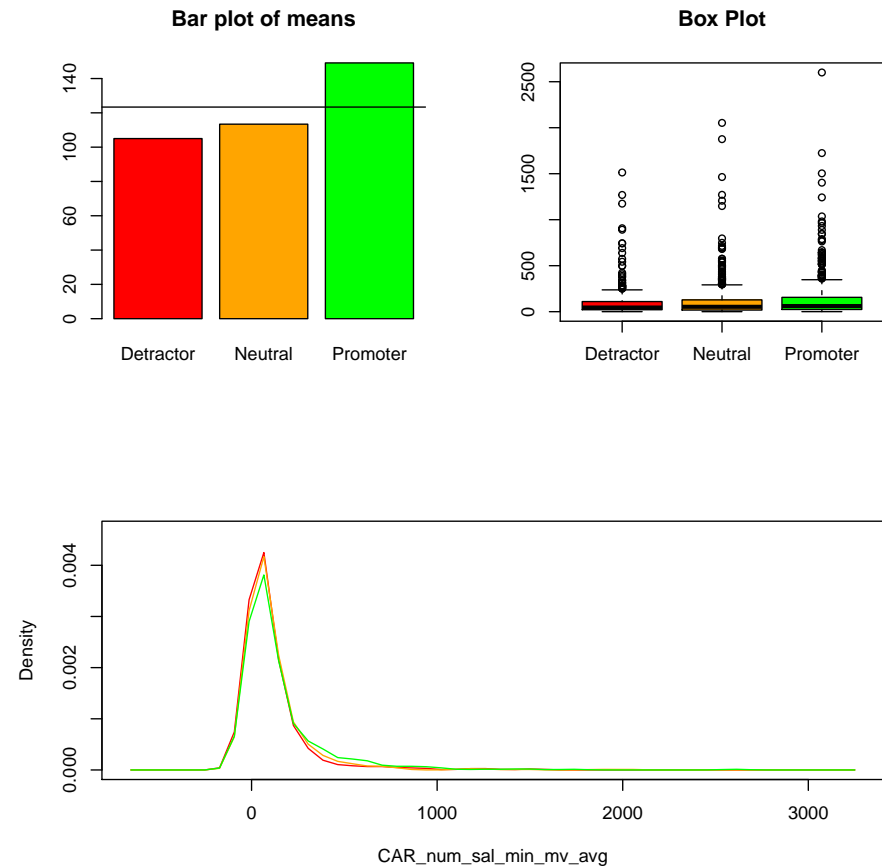 Bar plot of means
140
100
60
20
0
Detractor Neutral Promoter
Box Plot
2500
1500
500
0
Detractor Neutral Promoter
Density
0.004
0.002
0.000
0 1000 2000 3000
CAR_num_sal_min_mv_avg